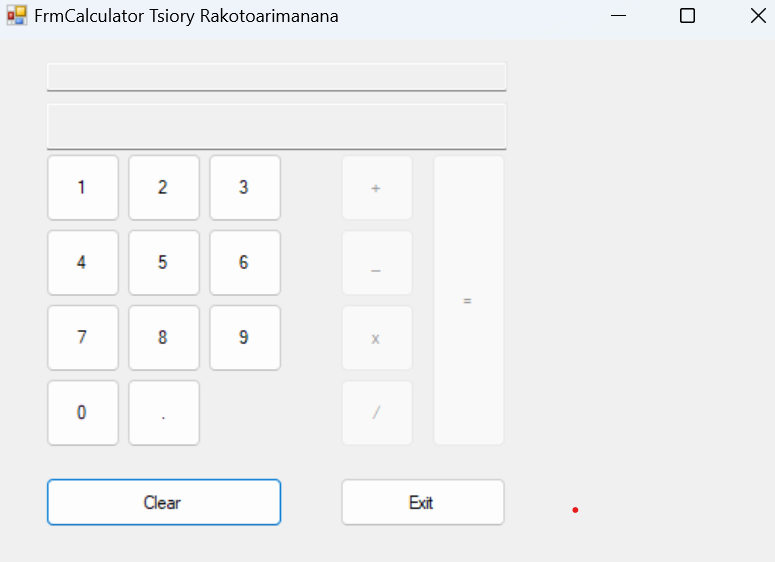 FrmCalculator Tsiory Rakotoarimanana
1 2 3 +
4 5 6 _
=
7 8 9 x
0 . /
Clear Exit